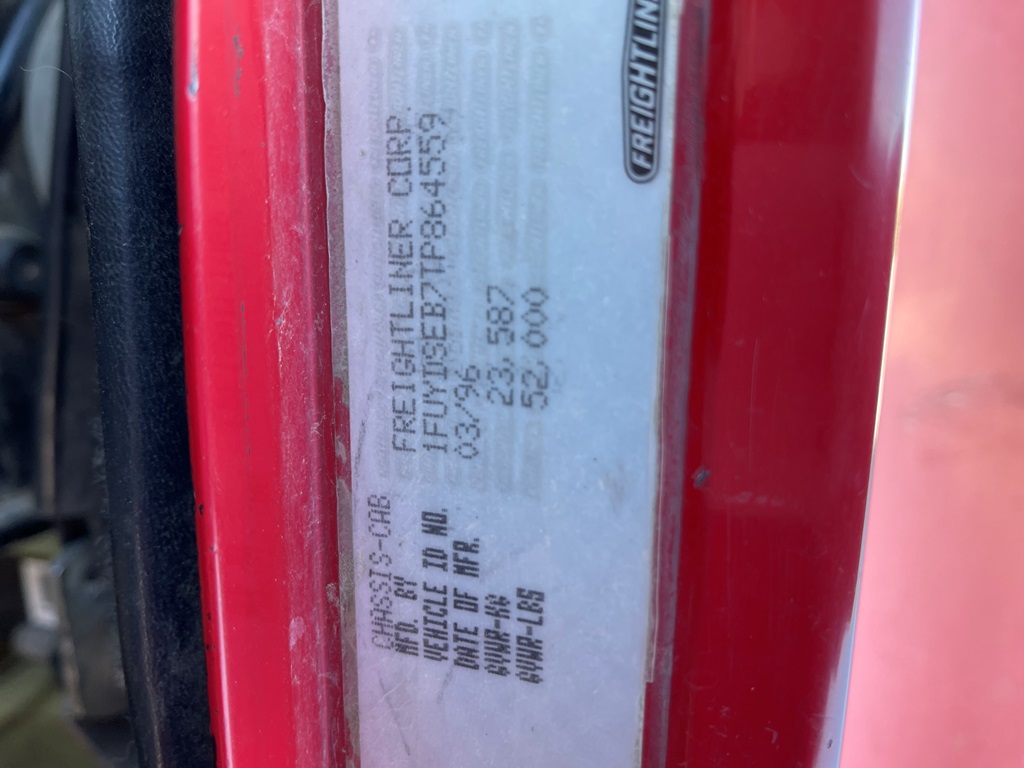 CHASSIS-CAB
MFD. BY FREIGHTLINER CORP.
VEHICLE ID NO. 1FUYDSEB7TP864559
DATE OF MFR. 03/96
GVWR-KG 23,587
GVWR-LBS 52,000
FREIGHTLIN